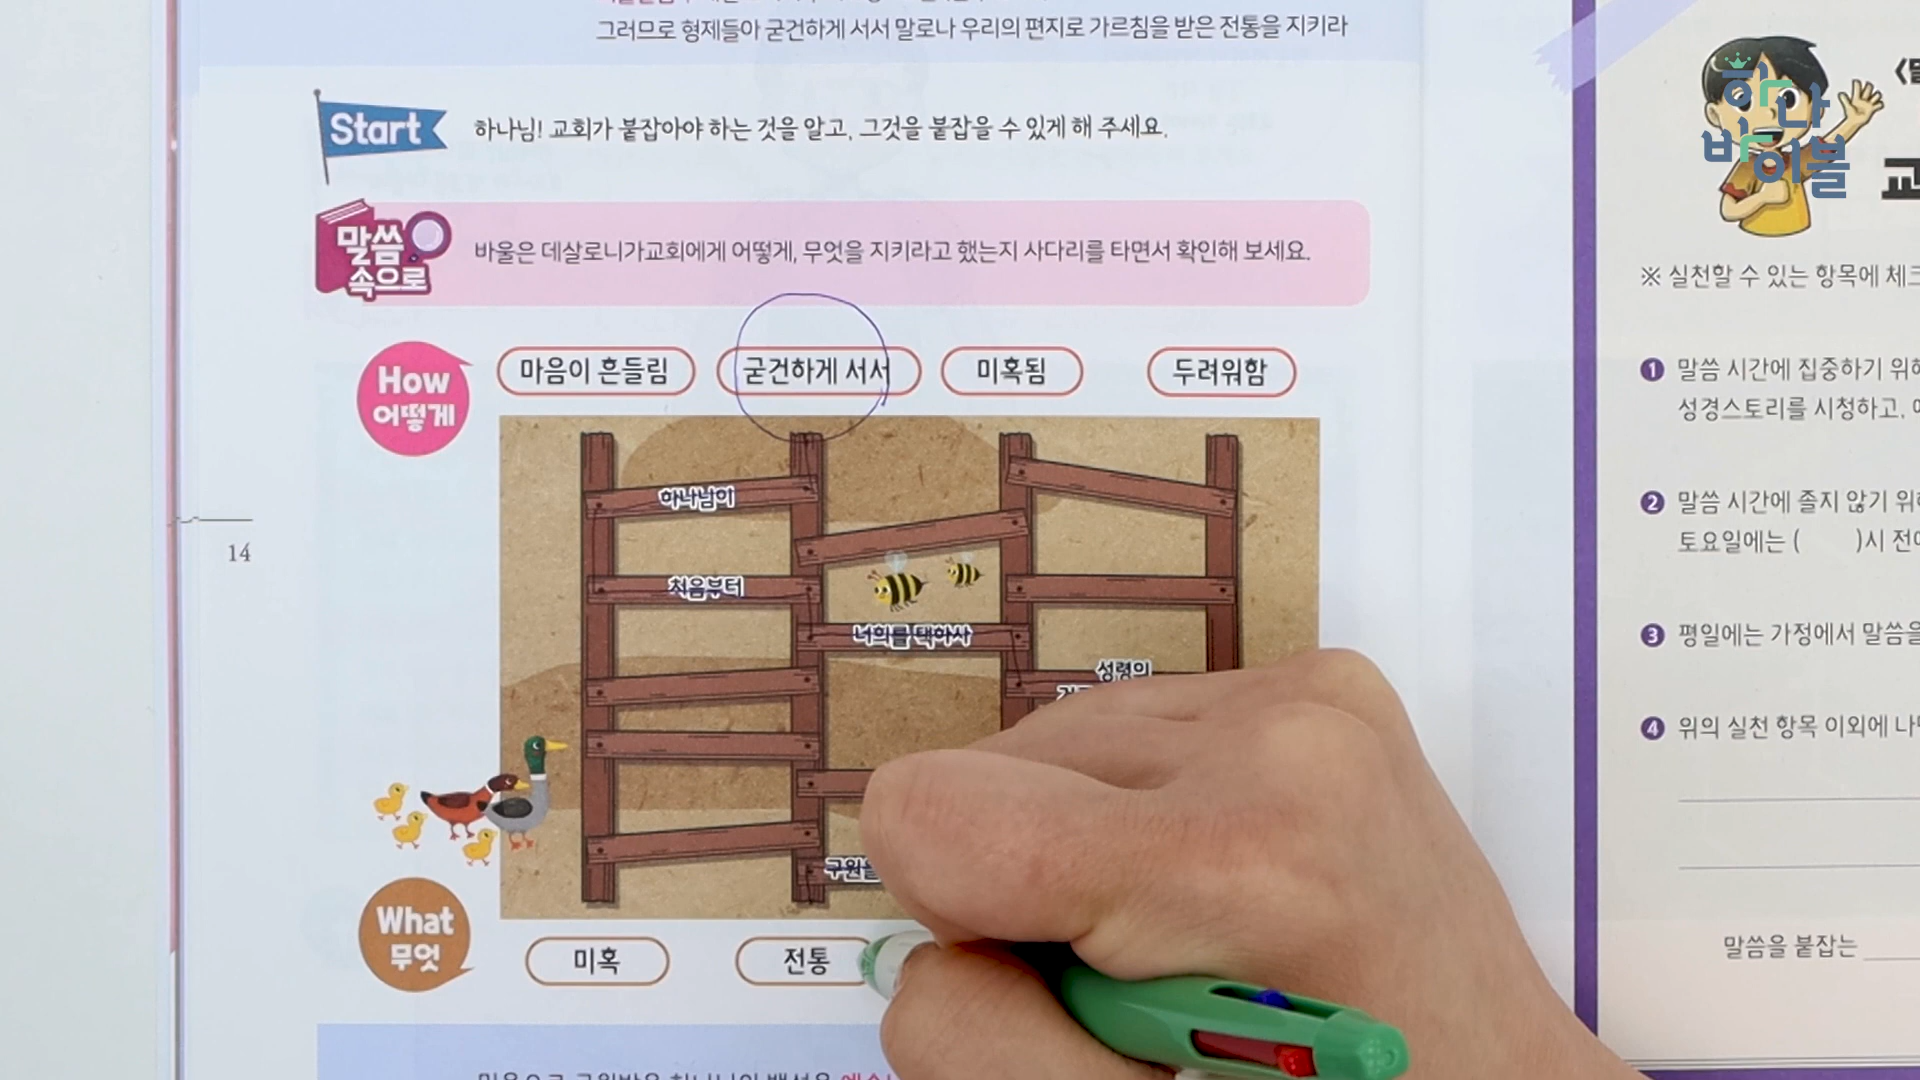 그러므로 형제들아 굳건하게 서서 말로나 우리의 편지로 가르침을 받은 전통을 지키라
Start
하나님! 교회가 붙잡아야 하는 것을 알고, 그것을 붙잡을 수 있게 해 주세요.
말씀
속으로
바울은 데살로니가교회에게 어떻게, 무엇을 지키라고 했는지 사다리를 타면서 확인해 보세요.
How
어떻게
마음이 흔들림
굳건하게 서서
미혹됨
두려워함
하나님이
처음부터
너희를 택하사
성령의
구원을
14
What
무엇
미혹
전통
하나
바이블
교
※ 실천할 수 있는 항목에 체크
1 말씀 시간에 집중하기 위해
성경스토리를 시청하고,
2 말씀 시간에 졸지 않기 위해
토요일에는 ( )시 전에
3 평일에는 가정에서 말씀을
4 위의 실천 항목 이외에
말씀을 붙잡는